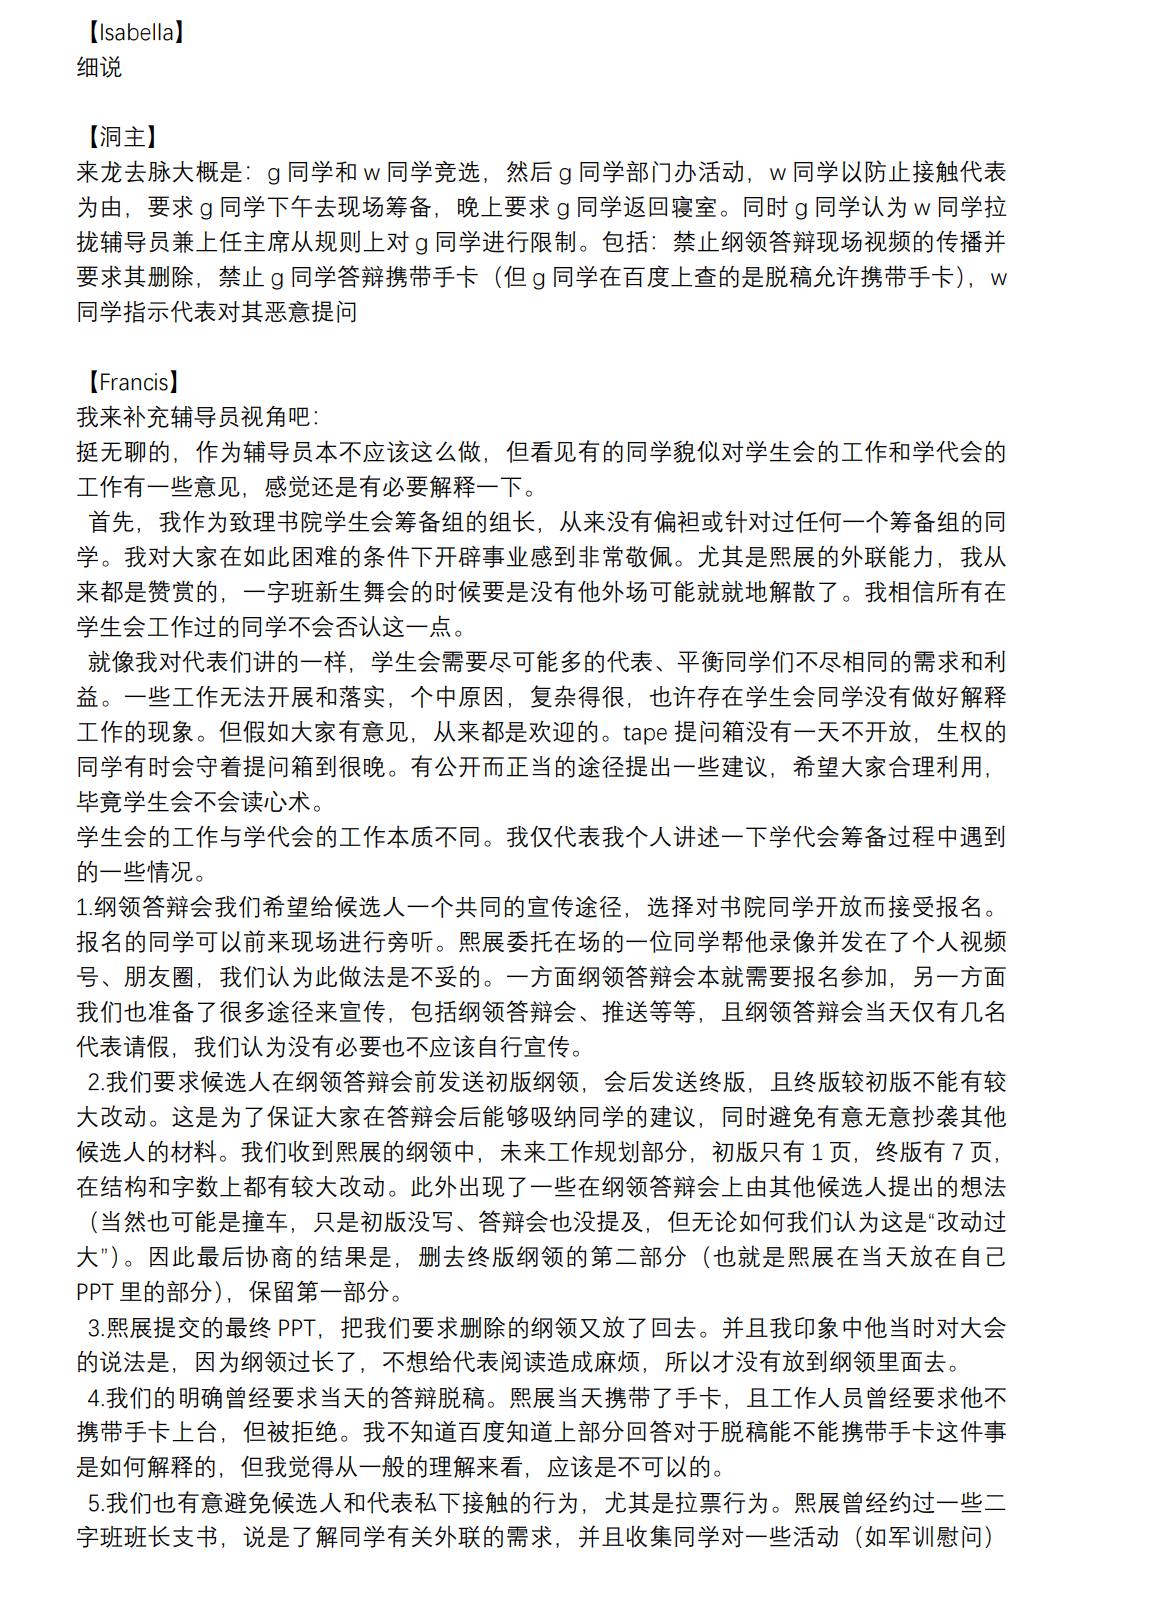 【Isabella】
细说
【洞主】
来龙去脉大概是：g 同学和 w 同学竞选，然后 g 同学部门办活动，w 同学以防止接触代表
为由，要求 g 同学下午去现场筹备，晚上要求 g 同学返回寝室。同时 g 同学认为 w 同学拉
拢辅导员兼上任主席从规则上对 g 同学进行限制。包括：禁止纲领答辩现场视频的传播并
要求其删除，禁止 g 同学答辩携带手卡（但 g 同学在百度上查的是脱稿允许携带手卡），w
同学指示代表对其恶意提问
【Francis】
我来补充辅导员视角吧：
挺无聊的，作为辅导员本不应该这么做，但看见有的同学貌似对学生会的工作和学代会的
工作有一些意见，感觉还是有必要解释一下。
首先，我作为致理书院学生会筹备组的组长，从来没有偏袒或针对过任何一个筹备组的同
学。我对大家在如此困难的条件下开辟事业感到非常敬佩。尤其是熙展的外联能力，我从
来都是赞赏的，一字班新生舞会的时候要是没有他外场可能就就地解散了。我相信所有在
学生会工作过的同学不会否认这一点。
就像我对代表们讲的一样，学生会需要尽可能多的代表、平衡同学们不尽相同的需求和利
益。一些工作无法开展和落实，个中原因，复杂得很，也许存在学生会同学没有做好解释
工作的现象。但假如大家有意见，从来都是欢迎的。tape 提问箱没有一天不开放，生权的
同学有时会守着提问箱到很晚。有公开而正当的途径提出一些建议，希望大家合理利用，
毕竟学生会不会读心术。
学生会的工作与学代会的工作本质不同。我仅代表我个人讲述一下学代会筹备过程中遇到
的一些情况。
1.纲领答辩会我们希望给候选人一个共同的宣传途径，选择对书院同学开放而接受报名。
报名的同学可以前来现场进行旁听。熙展委托在场的一位同学帮他录像并发在了个人视频
号、朋友圈，我们认为此做法是不妥的。一方面纲领答辩会本就需要报名参加，另一方面
我们也准备了很多途径来宣传，包括纲领答辩会、推送等等，且纲领答辩会当天仅有几名
代表请假，我们认为没有必要也不应该自行宣传。
2.我们要求候选人在纲领答辩会前发送初版纲领，会后发送终版，且终版较初版不能有较
大改动。这是为了保证大家在答辩会后能够吸纳同学的建议，同时避免有意无意抄袭其他
候选人的材料。我们收到熙展的纲领中，未来工作规划部分，初版只有 1 页，终版有 7 页，
在结构和字数上都有较大改动。此外出现了一些在纲领答辩会上由其他候选人提出的想法
（当然也可能是撞车，只是初版没写、答辩会也没提及，但无论如何我们认为这是“改动过
大”）。因此最后协商的结果是，删去终版纲领的第二部分（也就是熙展在当天放在自己
PPT 里的部分），保留第一部分。
3.熙展提交的最终 PPT，把我们要求删除的纲领又放了回去。并且我印象中他当时对大会
的说法是，因为纲领过长了，不想给代表阅读造成麻烦，所以才没有放到纲领里面去。
4.我们的明确曾经要求当天的答辩脱稿。熙展当天携带了手卡，且工作人员曾经要求他不
携带手卡上台，但被拒绝。我不知道百度知道上部分回答对于脱稿能不能携带手卡这件事
是如何解释的，但我觉得从一般的理解来看，应该是不可以的。
5.我们也有意避免候选人和代表私下接触的行为，尤其是拉票行为。熙展曾经约过一些二
字班班长支书，说是了解同学有关外联的需求，并且收集同学对一些活动（如军训慰问）